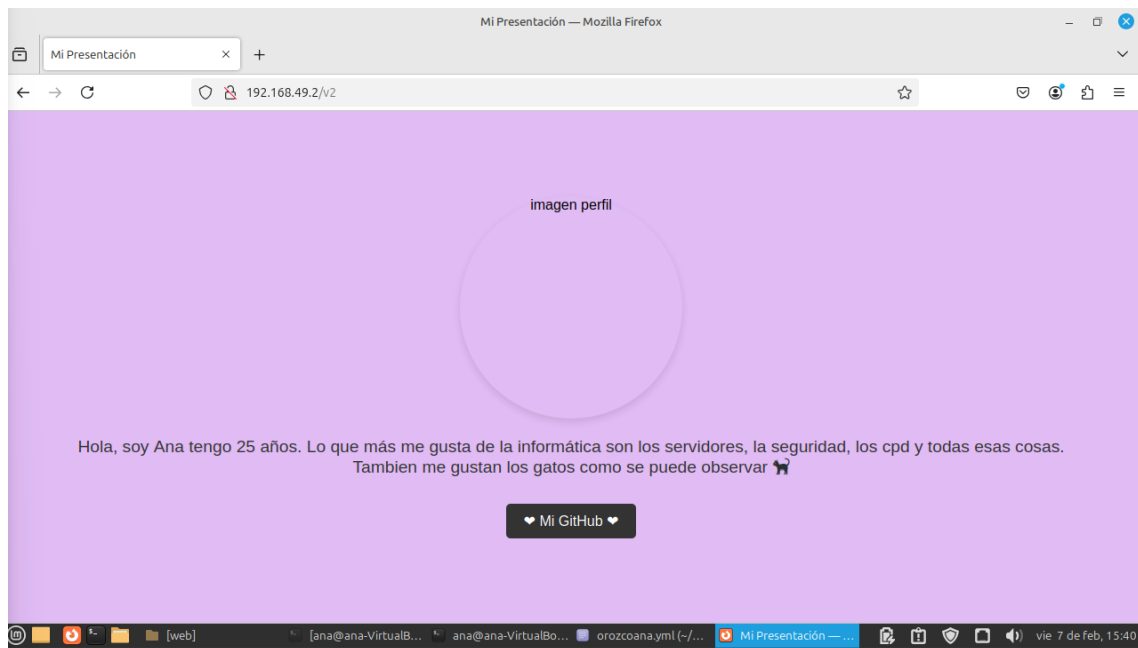 Mi Presentación — Mozilla Firefox
Mi Presentación
192.168.49.2/v2
imagen perfil
Hola, soy Ana tengo 25 años. Lo que más me gusta de la informática son los servidores, la seguridad, los cpd y todas esas cosas.
Tambien me gustan los gatos como se puede observar 🐈‍⬛
❤ Mi GitHub ❤
[web]
[ana@ana-VirtualB...
ana@ana-VirtualBo...
orozcoana.yml (~/...
Mi Presentación — ...
vie 7 de feb, 15:40